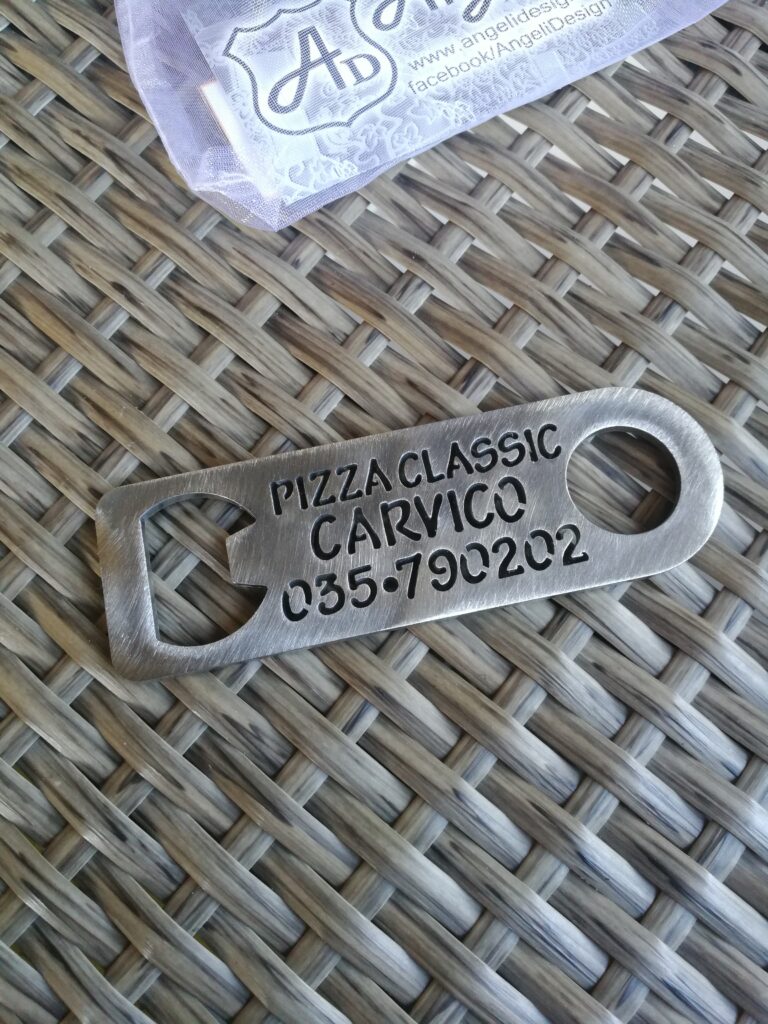 AD
www.angelidesig
facebook/AngeliDesign
PIZZA CLASSIC
CARVICO
035•790202